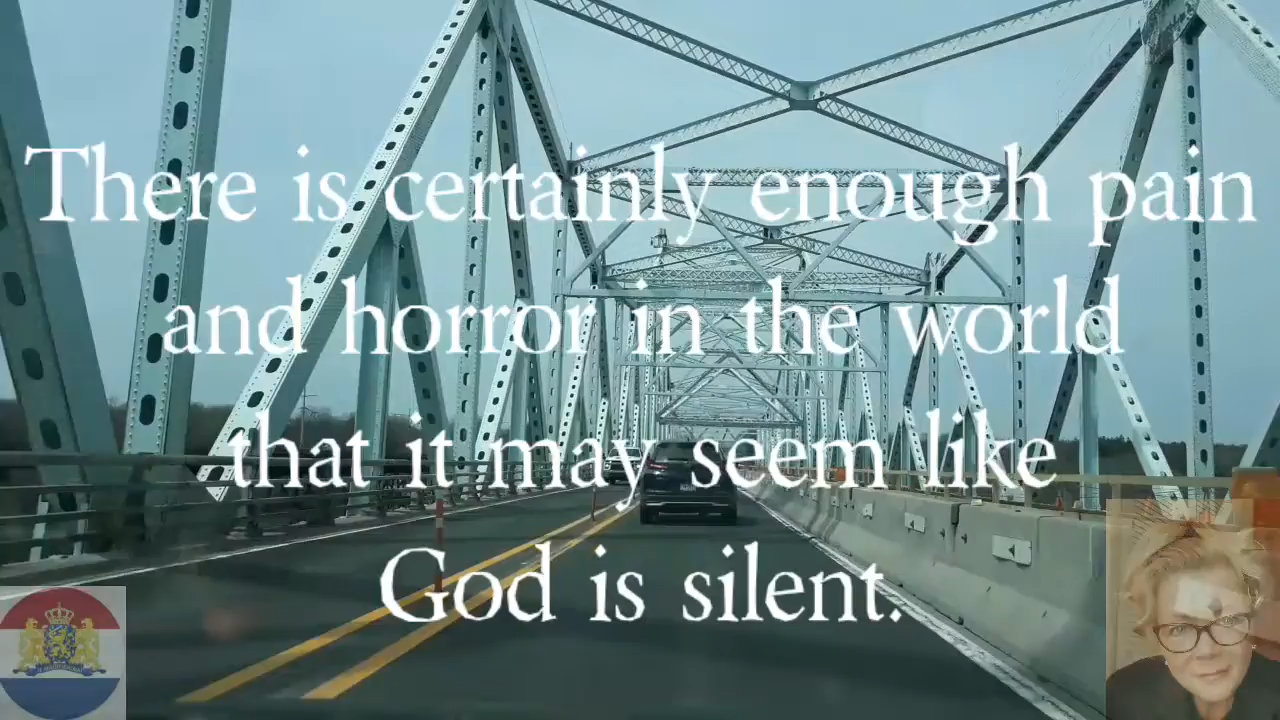 There is certainly enough pain
and horror in the world
that it may seem like
God is silent.